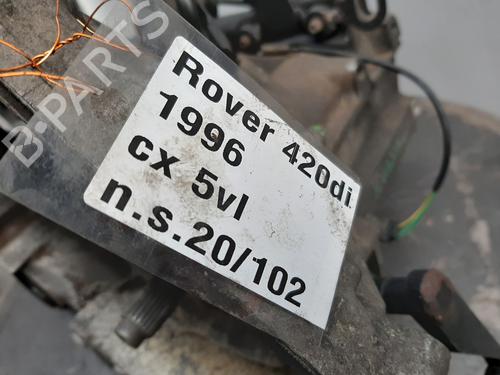 B-PARTS
Rover 420di
1996
cx 5vl
n.s.20/102